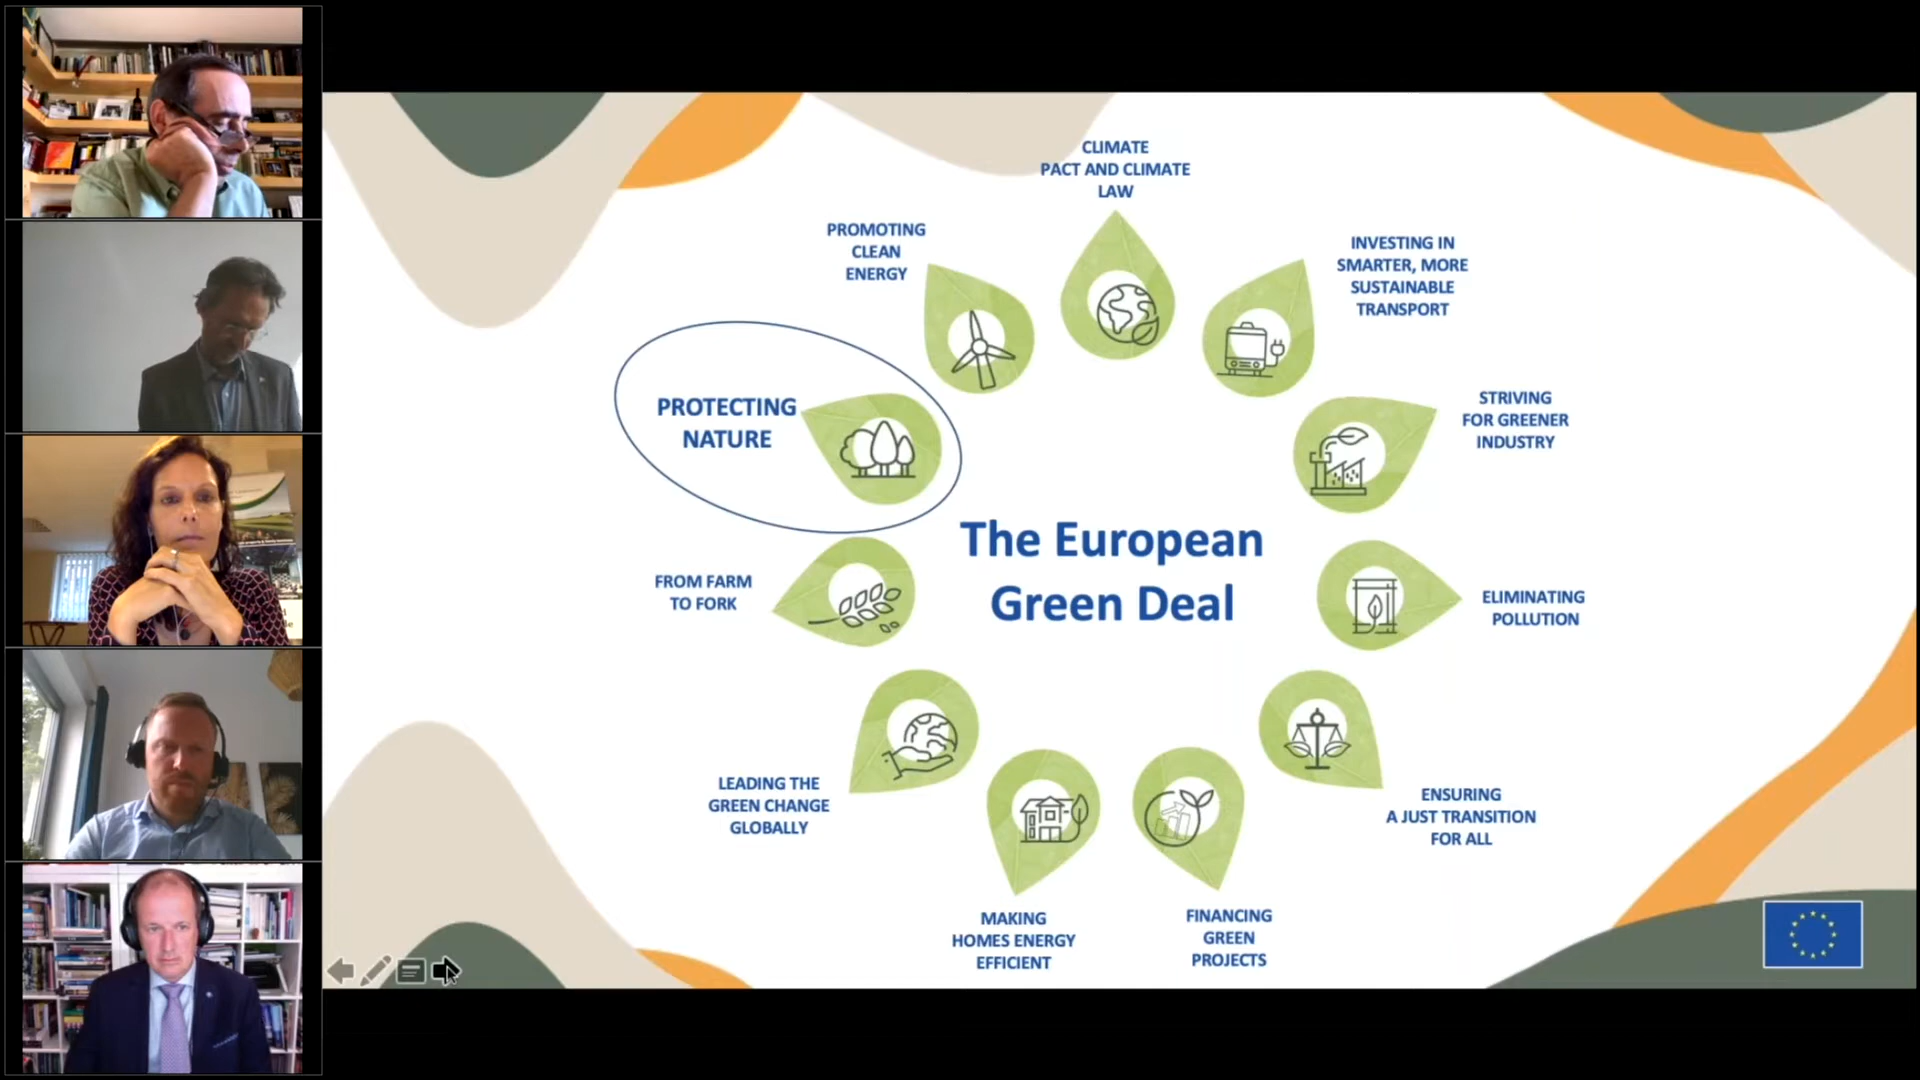 CLIMATE
PACT AND CLIMATE
LAW
PROMOTING
CLEAN
ENERGY
INVESTING IN
SMARTER, MORE
SUSTAINABLE
TRANSPORT
PROTECTING
NATURE
STRIVING
FOR GREENER
INDUSTRY
The European
Green Deal
FROM FARM
TO FORK
ELIMINATING
POLLUTION
LEADING THE
GREEN CHANGE
GLOBALLY
ENSURING
A JUST TRANSITION
FOR ALL
MAKING
HOMES ENERGY
EFFICIENT
FINANCING
GREEN
PROJECTS